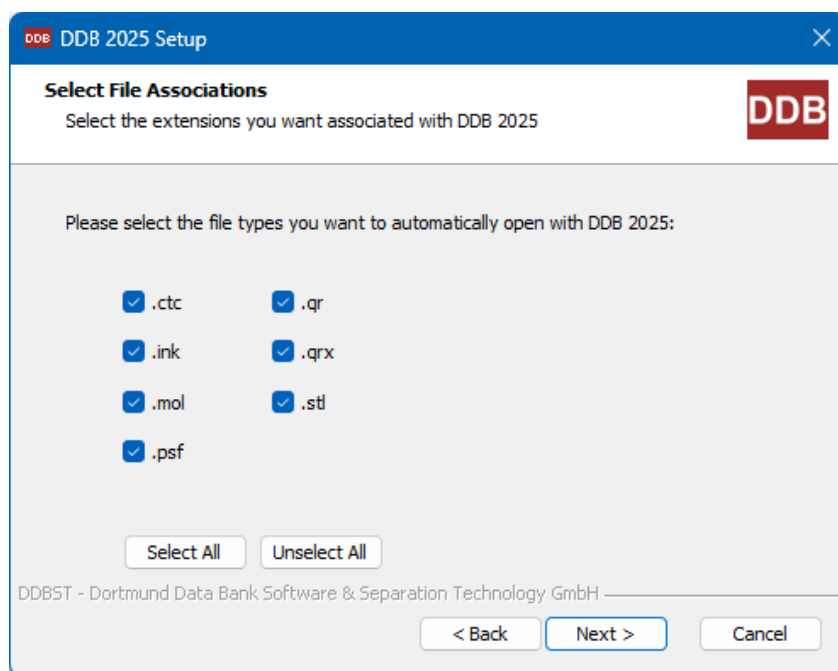 DDB DDB 2025 Setup
Select File Associations
Select the extensions you want associated with DDB 2025
DDB
Please select the file types you want to automatically open with DDB 2025:
.ctc .qr
.ink .qrx
.mol .stl
.psf
Select All Unselect All
DDBST - Dortmund Data Bank Software & Separation Technology GmbH
< Back Next > Cancel